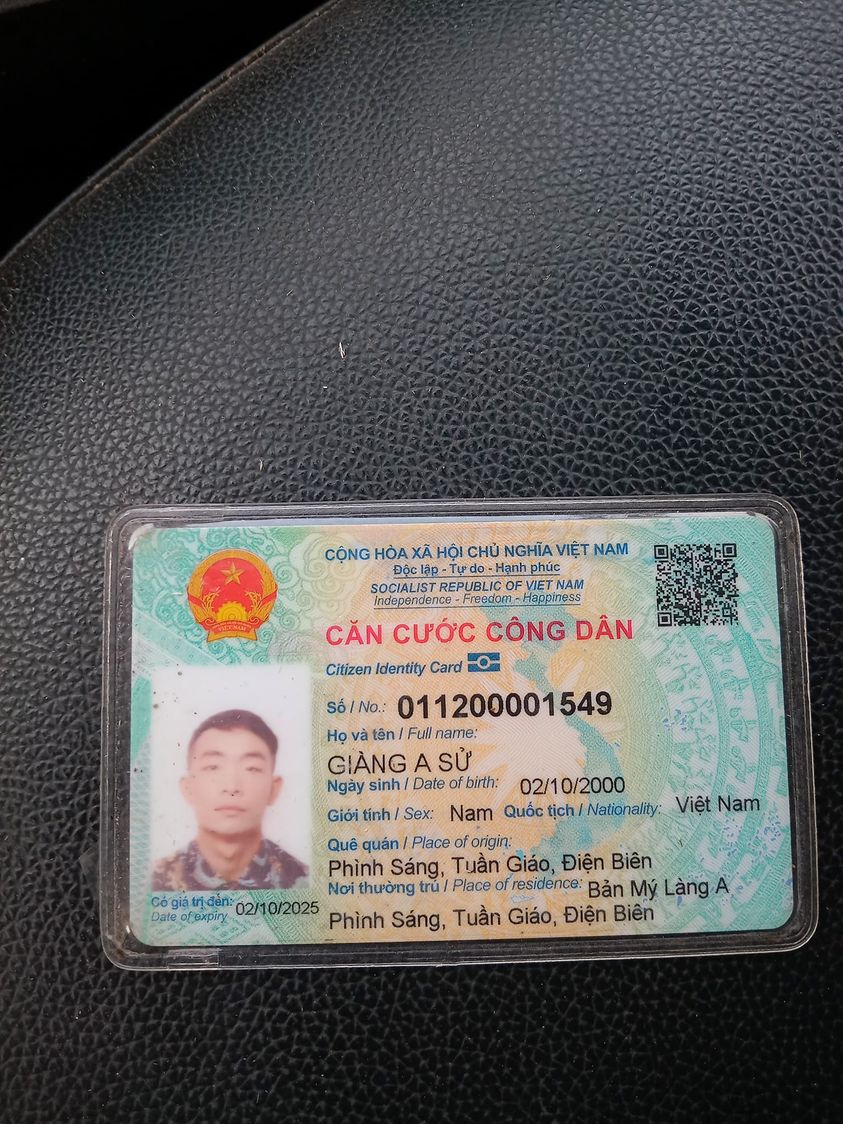 CỘNG HÒA XÃ HỘI CHỦ NGHĨA VIỆT NAM
Độc lập - Tự do - Hạnh phúc
SOCIALIST REPUBLIC OF VIET NAM
Independence - Freedom - Happiness
CĂN CƯỚC CÔNG DÂN
Citizen Identity Card
Số / No.: 011200001549
Họ và tên / Full name:
GIÀNG A SỬ
Ngày sinh / Date of birth: 02/10/2000
Giới tính / Sex: Nam Quốc tịch / Nationality: Việt Nam
Quê quán / Place of origin:
Phình Sáng, Tuần Giáo, Điện Biên
Nơi thường trú / Place of residence: Bản Mý Làng A
Phình Sáng, Tuần Giáo, Điện Biên
Có giá trị đến: 02/10/2025
Date of expiry